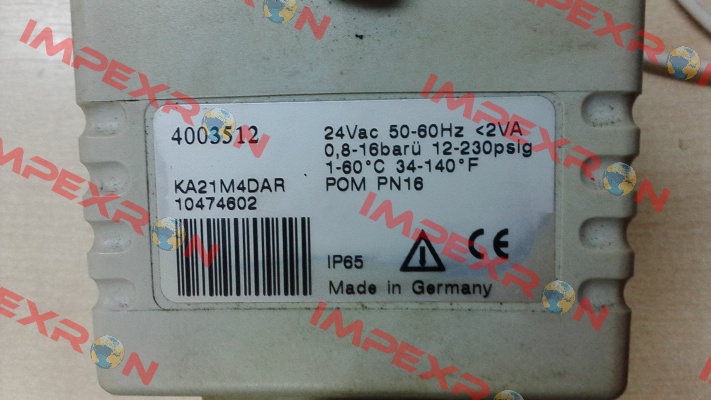 IMPEXRON
IMPEXRON
IMPEXRON
4003512
24Vac 50-60Hz <2VA
0,8-16barü 12-230psig
1-60°C 34-140°F
POM PN16
KA21M4DAR
10474602
IP65
CE
Made in Germany
IMPEXRON
IMPEXRON
IMPEXRON